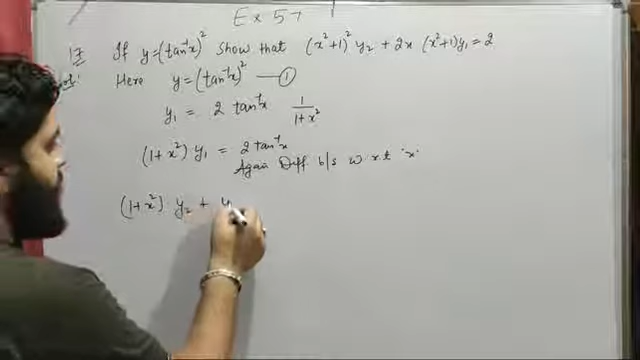 Ex 5.7
17 If y=(tan⁻¹x)² show that (x²+1)² y₂ + 2x (x²+1)y₁ = 2
Here y=(tan⁻¹x)² — ①
y₁ = 2 tan⁻¹x 1/(1+x²)
(1+x²) y₁ = 2 tan⁻¹x
Again Diff b/s w.r.t 'x'
(1+x²) · y₂ + y